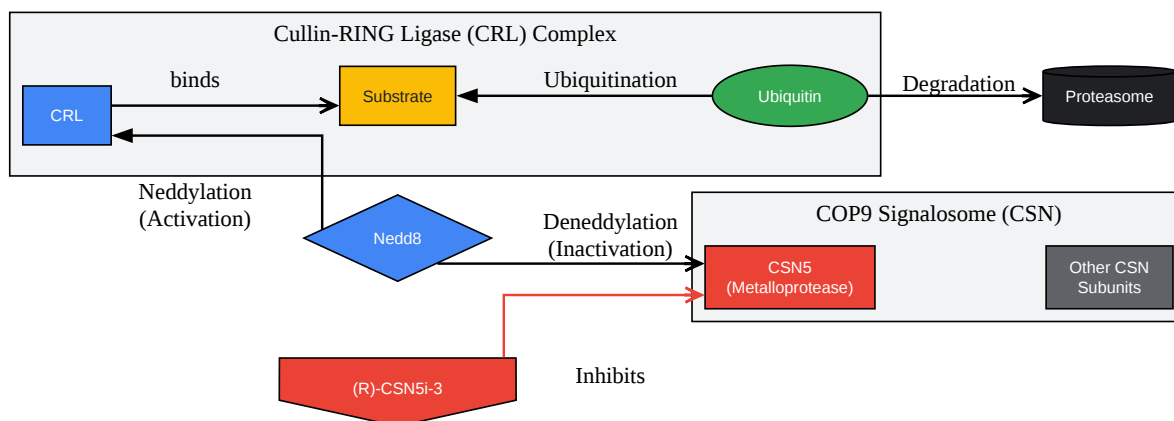 Cullin-RING Ligase (CRL) Complex
binds
Ubiquitination
Degradation
CRL
Substrate
Ubiquitin
Proteasome
Neddylation
(Activation)
Nedd8
Deneddylation
(Inactivation)
COP9 Signalosome (CSN)
CSN5
(Metalloprotease)
Other CSN
Subunits
(R)-CSN5i-3
Inhibits